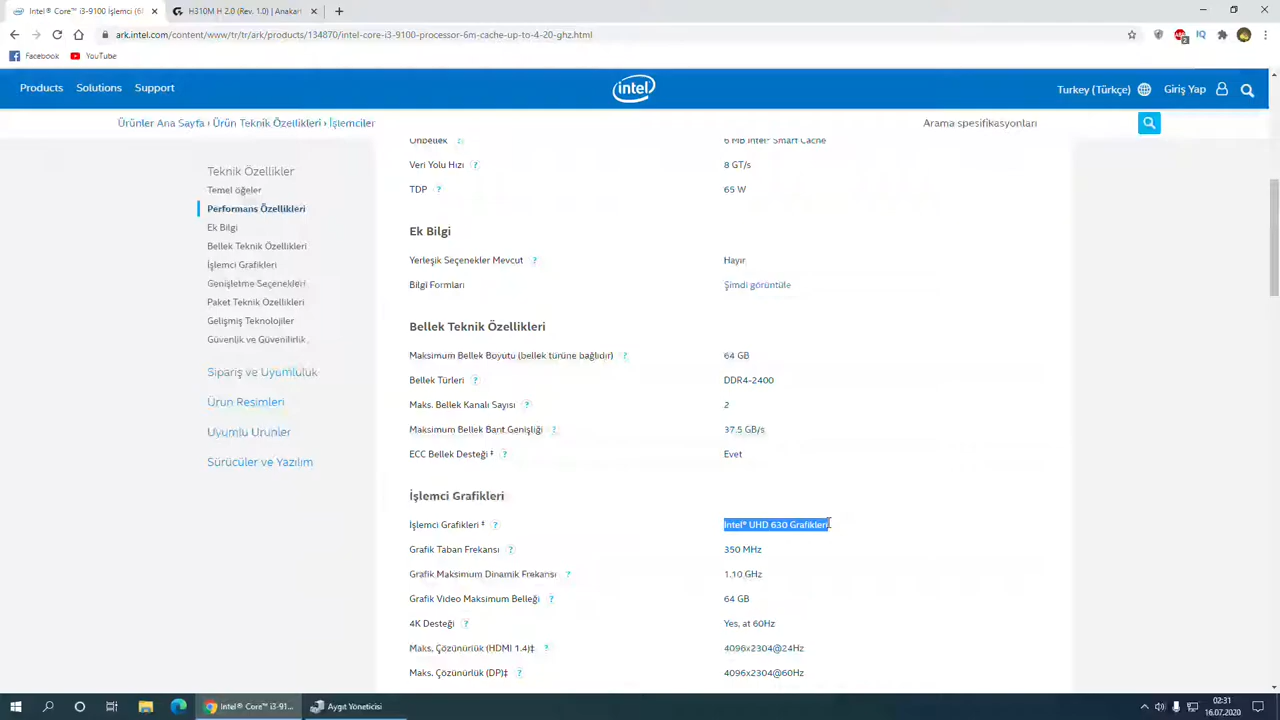 Intel® Core™ i3-9100 İşlemci (6
H310M H 2.0 (Rev. 1.0) | Anakart
ark.intel.com/content/www/tr/tr/ark/products/134870/intel-core-i3-9100-processor-6m-cache-up-to-4-20-ghz.html
Facebook YouTube
Products Solutions Support
intel
Turkey (Türkçe) Giriş Yap
Ürünler Ana Sayfa › Ürün Teknik Özellikleri › İşlemciler
Arama spesifikasyonları
Teknik Özellikler
Temel öğeler
Performans Özellikleri
Ek Bilgi
Bellek Teknik Özellikleri
İşlemci Grafikleri
Genişletme Seçenekleri
Paket Teknik Özellikleri
Gelişmiş Teknolojiler
Güvenlik ve Güvenilirlik
Sipariş ve Uyumluluk
Ürün Resimleri
Uyumlu Ürünler
Sürücüler ve Yazılım
Önbellek ? 6 MB Intel® Smart Cache
Veri Yolu Hızı ? 8 GT/s
TDP ? 65 W
Ek Bilgi
Yerleşik Seçenekler Mevcut ? Hayır
Bilgi Formları Şimdi görüntüle
Bellek Teknik Özellikleri
Maksimum Bellek Boyutu (bellek türüne bağlıdır) ? 64 GB
Bellek Türleri ? DDR4-2400
Maks. Bellek Kanalı Sayısı ? 2
Maksimum Bellek Bant Genişliği ? 37.5 GB/s
ECC Bellek Desteği ‡ ? Evet
İşlemci Grafikleri
İşlemci Grafikleri ‡ ? Intel® UHD 630 Grafikleri
Grafik Taban Frekansı ? 350 MHz
Grafik Maksimum Dinamik Frekansı ? 1.10 GHz
Grafik Video Maksimum Belleği ? 64 GB
4K Desteği ? Yes, at 60Hz
Maks. Çözünürlük (HDMI 1.4)‡ ? 4096x2304@24Hz
Maks. Çözünürlük (DP)‡ ? 4096x2304@60Hz
Intel® Core™ i3-91... Aygıt Yöneticisi
02:31
16.07.2020